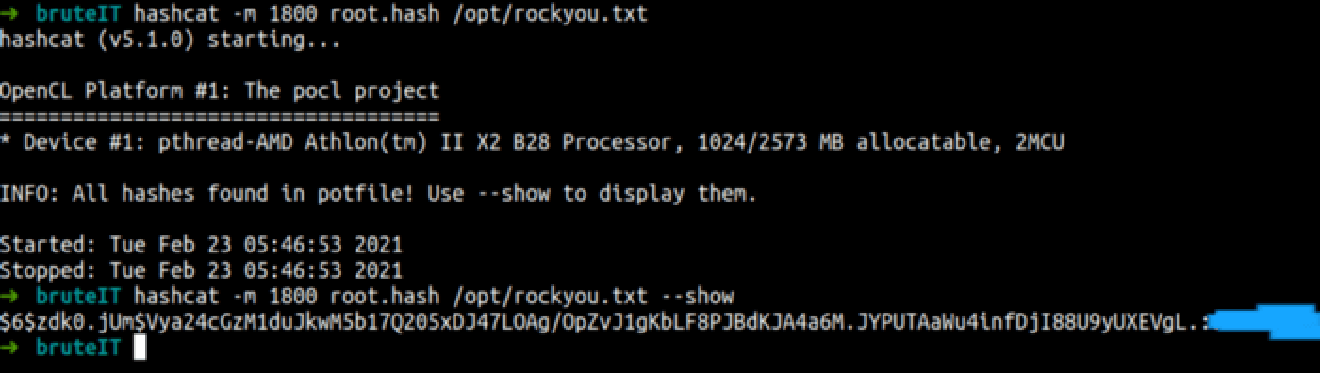 → bruteIT hashcat -m 1800 root.hash /opt/rockyou.txt
hashcat (v5.1.0) starting...
OpenCL Platform #1: The pocl project
====================================
* Device #1: pthread-AMD Athlon(tm) II X2 B28 Processor, 1024/2573 MB allocatable, 2MCU
INFO: All hashes found in potfile! Use --show to display them.
Started: Tue Feb 23 05:46:53 2021
Stopped: Tue Feb 23 05:46:53 2021
→ bruteIT hashcat -m 1800 root.hash /opt/rockyou.txt --show
$6$zdk0.jUm$Vya24cGzM1duJkwM5b17Q205xDJ47LOAg/OpZvJ1gKbLF8PJBdKJA4a6M.JYPUTAaWu4infDjI88U9yUXEVgL.:
→ bruteIT